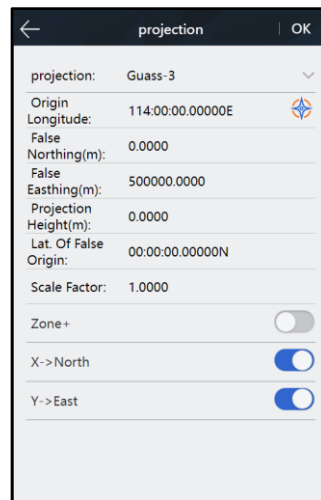 projection
OK
projection: Guass-3
Origin
Longitude: 114:00:00.00000E
False
Northing(m): 0.0000
False
Easthing(m): 500000.0000
Projection
Height(m): 0.0000
Lat. Of False
Origin: 00:00:00.00000N
Scale Factor: 1.0000
Zone+
X->North
Y->East